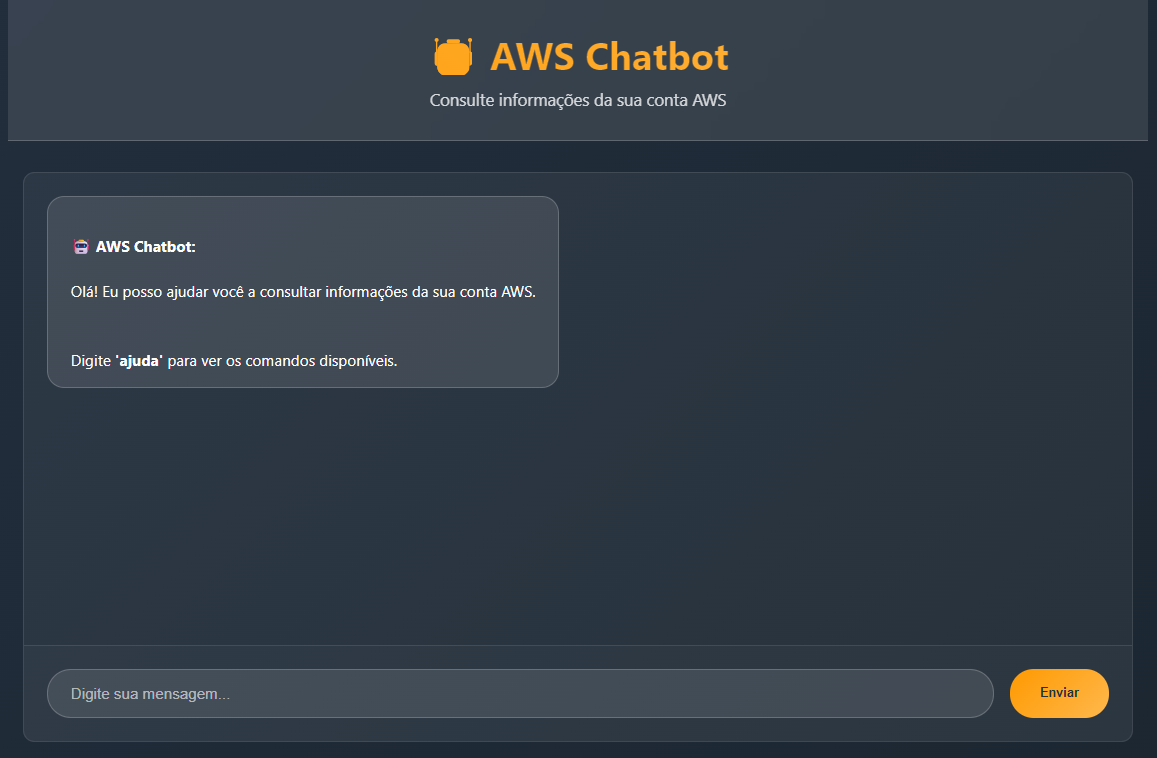 AWS Chatbot
Consulte informações da sua conta AWS
AWS Chatbot:
Olá! Eu posso ajudar você a consultar informações da sua conta AWS.
Digite 'ajuda' para ver os comandos disponíveis.
Digite sua mensagem...
Enviar